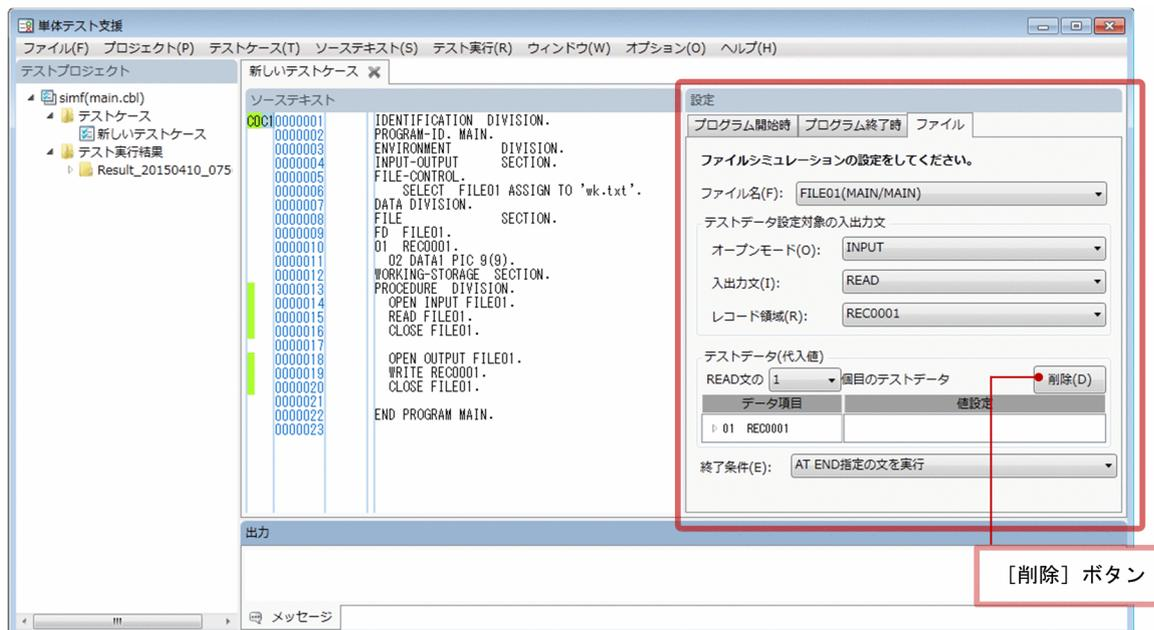 単体テスト支援
ファイル(F) プロジェクト(P) テストケース(T) ソーステキスト(S) テスト実行(R) ウィンドウ(W) オプション(O) ヘルプ(H)
テストプロジェクト
simf(main.cbl)
テストケース
新しいテストケース
テスト実行結果
Result_20150410_075
新しいテストケース
ソーステキスト
C0C1 0000001 IDENTIFICATION DIVISION.
0000002 PROGRAM-ID. MAIN.
0000003 ENVIRONMENT DIVISION.
0000004 INPUT-OUTPUT SECTION.
0000005 FILE-CONTROL.
0000006 SELECT FILE01 ASSIGN TO 'wk.txt'.
0000007 DATA DIVISION.
0000008 FILE SECTION.
0000009 FD FILE01.
0000010 01 REC0001.
0000011 02 DATA1 PIC 9(9).
0000012 WORKING-STORAGE SECTION.
0000013 PROCEDURE DIVISION.
0000014 OPEN INPUT FILE01.
0000015 READ FILE01.
0000016 CLOSE FILE01.
0000017
0000018 OPEN OUTPUT FILE01.
0000019 WRITE REC0001.
0000020 CLOSE FILE01.
0000021
0000022 END PROGRAM MAIN.
0000023
設定
プログラム開始時 プログラム終了時 ファイル
ファイルシミュレーションの設定をしてください。
ファイル名(F): FILE01(MAIN/MAIN)
テストデータ設定対象の入出力文
オープンモード(O): INPUT
入出力文(I): READ
レコード領域(R): REC0001
テストデータ(代入値)
READ文の 1 個目のテストデータ 削除(D)
データ項目 値設定
01 REC0001
終了条件(E): AT END指定の文を実行
出力
[削除] ボタン
メッセージ